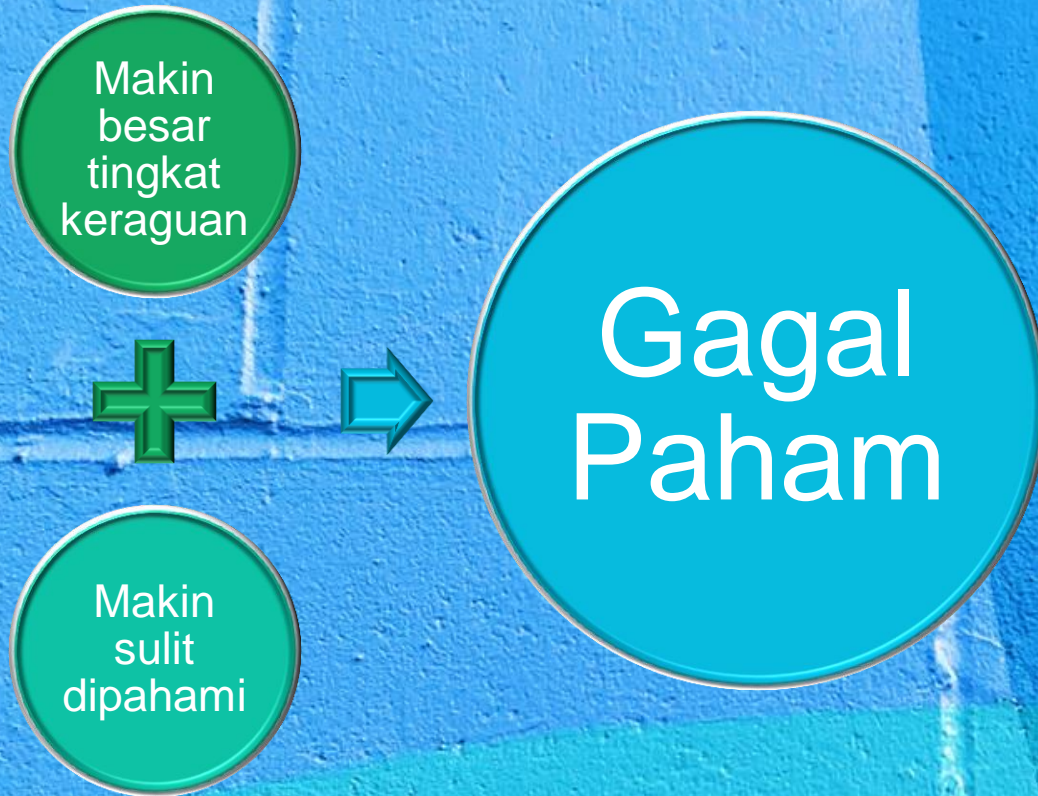 Makin
besar
tingkat
keraguan
Makin
sulit
dipahami
Gagal
Paham